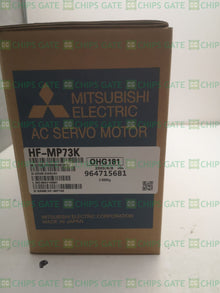 MITSUBISHI
ELECTRIC
AC SERVO MOTOR
HF-MP73K
OHG181
964715681
MITSUBISHI ELECTRIC CORPORATION
MADE IN JAPAN
CHIPS GATE